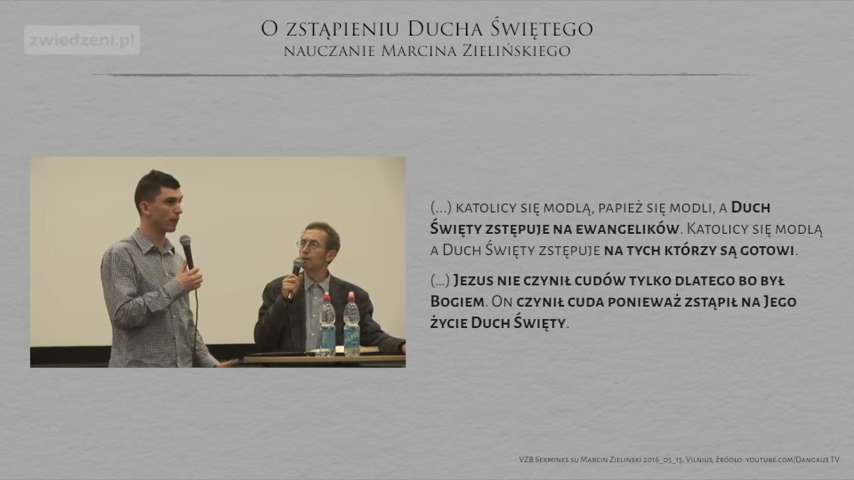 zwiedzeni.pl
O zstąpieniu Ducha Świętego
nauczanie Marcina Zielińskiego
(...) katolicy się modlą, papież się modli, a Duch
Święty zstępuje na ewangelików. Katolicy się modlą
a Duch Święty zstępuje na tych którzy są gotowi.
(...) Jezus nie czynił cudów tylko dlatego bo był
Bogiem. On czynił cuda ponieważ zstąpił na Jego
życie Duch Święty.
VZB Sekmines su Marcin Zielinski 2016_05_15, Vilnius, źródło: youtube.com/Dangaus TV